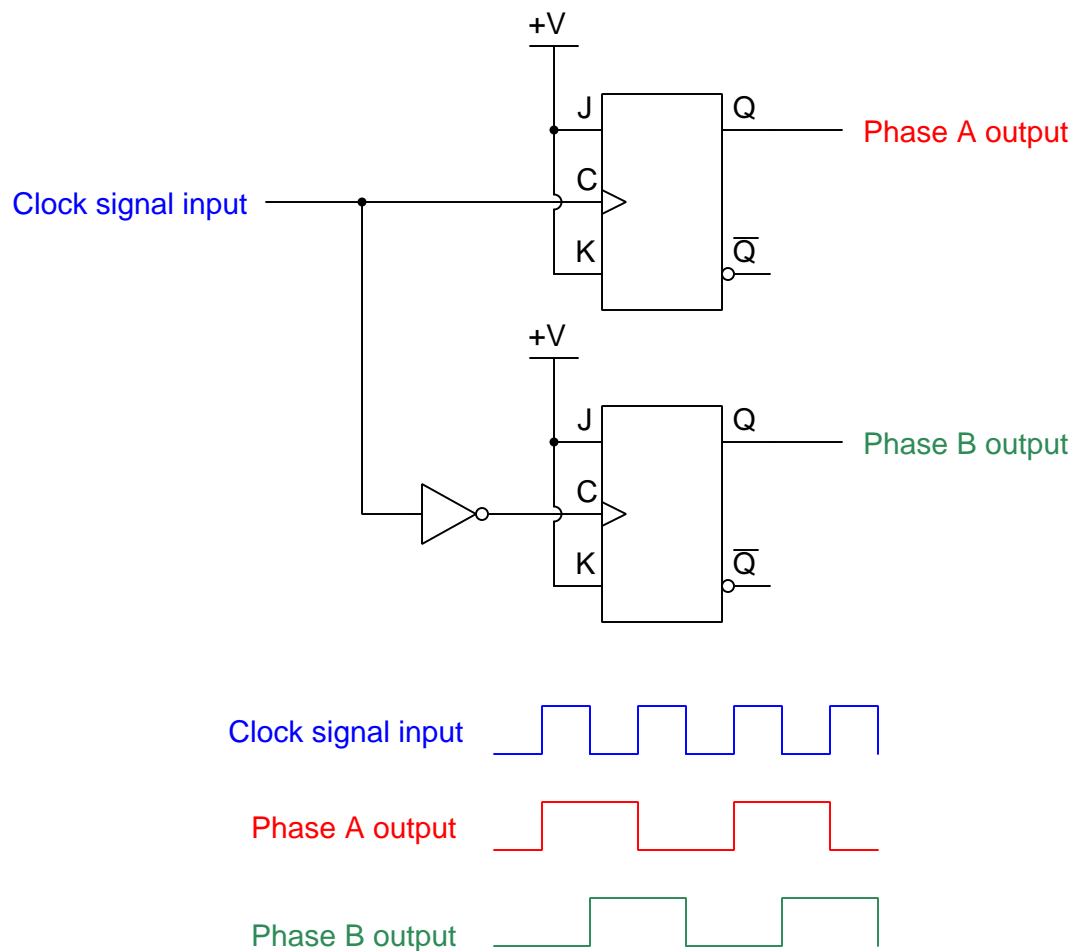 +V
J
Q
Phase A output
C
Clock signal input
K
Q̅
+V
J
Q
Phase B output
C
K
Q̅
Clock signal input
Phase A output
Phase B output